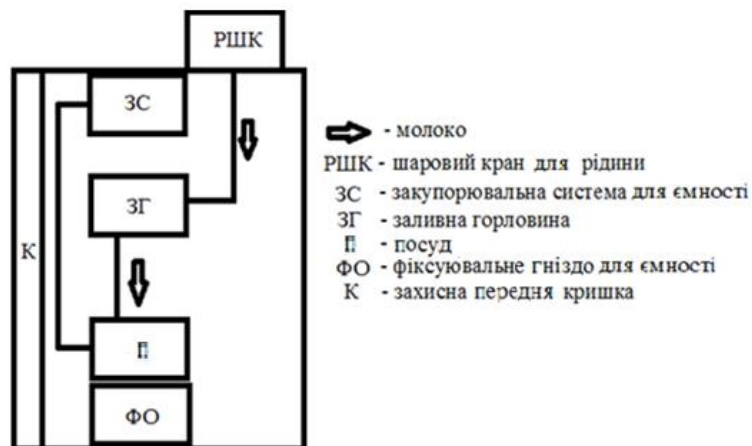 РШК
ЗС
ЗГ
К
П
ФО
- молоко
РШК - шаровий кран для рідини
ЗС - закупорювальна система для ємності
ЗГ - заливна горловина
П - посуд
ФО - фіксуювальне гніздо для ємності
К - захисна передня кришка